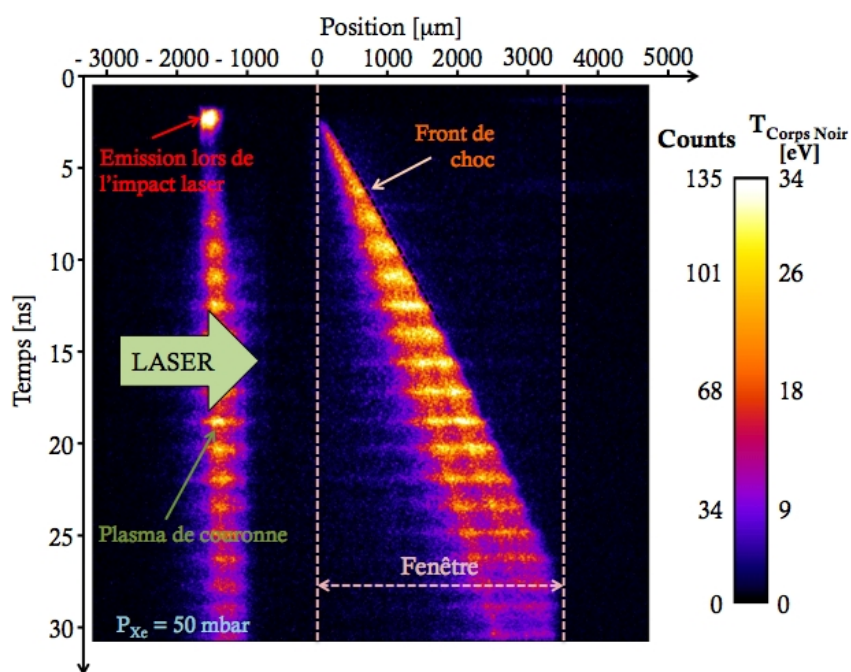 Position [µm]
- 3000 - 2000 - 1000 0 1000 2000 3000 4000 5000
0
5
10
15
20
25
30
Temps [ns]
Emission lors de
l'impact laser
Front de
choc
LASER
Plasma de couronne
Fenêtre
P_Xe = 50 mbar
Counts
T_Corps Noir
[eV]
135 34
101 26
68 18
34 9
0 0